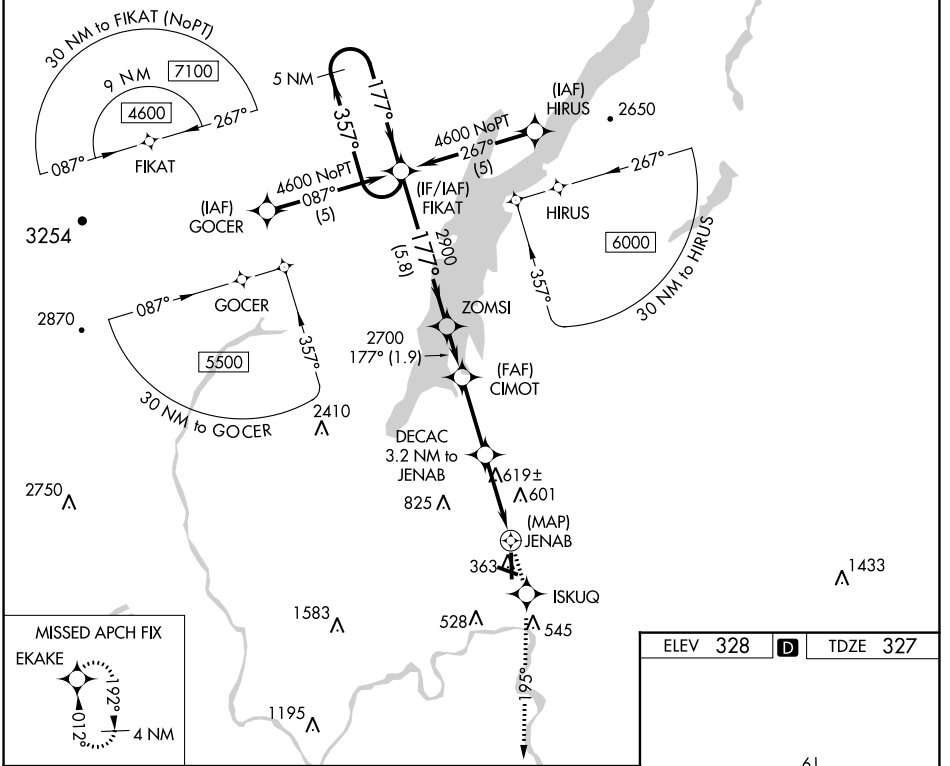 30 NM to FIKAT (NoPT)
7100
9 NM
4600
087°
267°
FIKAT
5 NM
357°
177°
(IAF)
HIRUS
2650
4600 NoPT
267°
(5)
4600 NoPT
087°
(5)
(IF/IAF)
FIKAT
(IAF)
GOCER
267°
HIRUS
6000
357°
30 NM to HIRUS
3254
177°
2900
(5.8)
087°
GOCER
357°
5500
30 NM to GOCER
2870
ZOMSI
2700
177° (1.9)
(FAF)
CIMOT
2410
DECAC
3.2 NM to
JENAB
619±
601
825
2750
(MAP)
JENAB
363
1433
ISKUQ
1583
528
545
195°
1195
MISSED APCH FIX
EKAKE
192°
012°
4 NM
ELEV 328 D TDZE 327